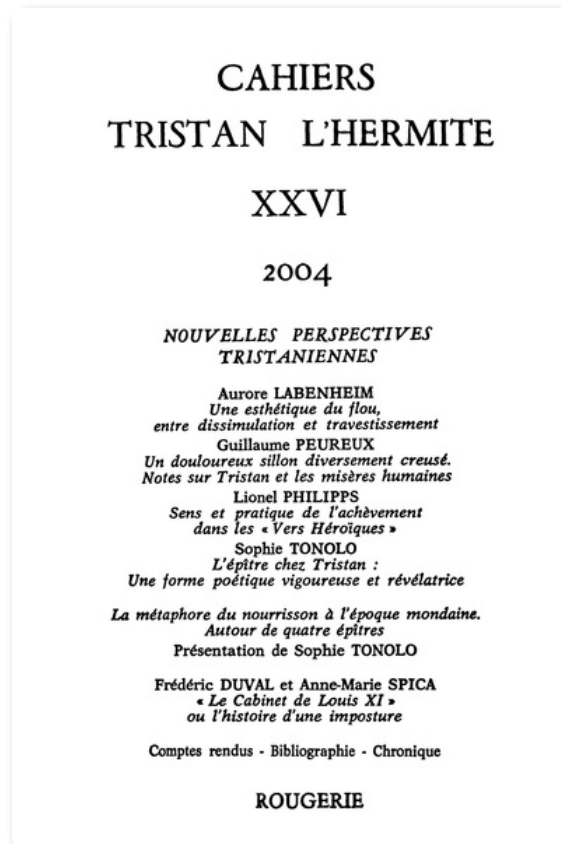 CAHIERS
TRISTAN L'HERMITE
XXVI
2004
NOUVELLES PERSPECTIVES
TRISTANIENNES
Aurore LABENHEIM
Une esthétique du flou,
entre dissimulation et travestissement
Guillaume PEUREUX
Un douloureux sillon diversement creusé.
Notes sur Tristan et les misères humaines
Lionel PHILIPPS
Sens et pratique de l'achèvement
dans les « Vers Héroïques »
Sophie TONOLO
L'épître chez Tristan :
Une forme poétique vigoureuse et révélatrice
La métaphore du nourrisson à l'époque mondaine.
Autour de quatre épîtres
Présentation de Sophie TONOLO
Frédéric DUVAL et Anne-Marie SPICA
« Le Cabinet de Louis XI »
ou l'histoire d'une imposture
Comptes rendus - Bibliographie - Chronique
ROUGERIE